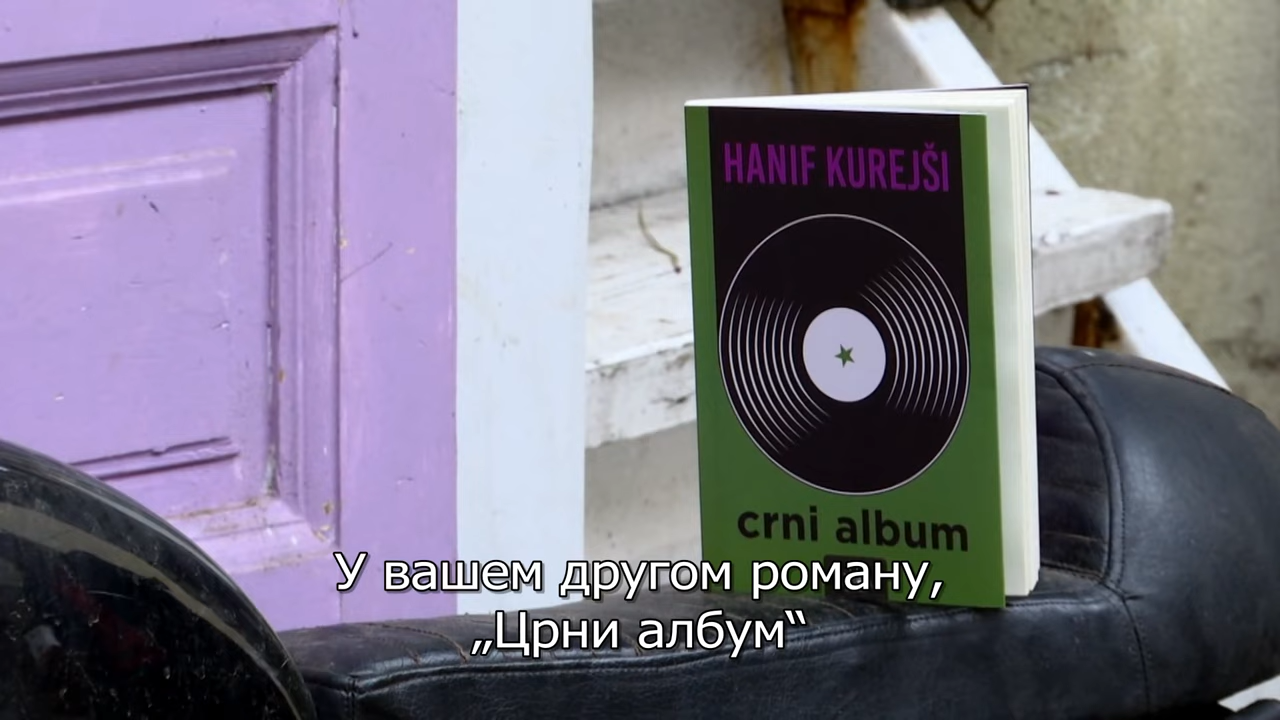 HANIF KUREJŠI
crni album
У вашем другом роману,
„Црни албум“